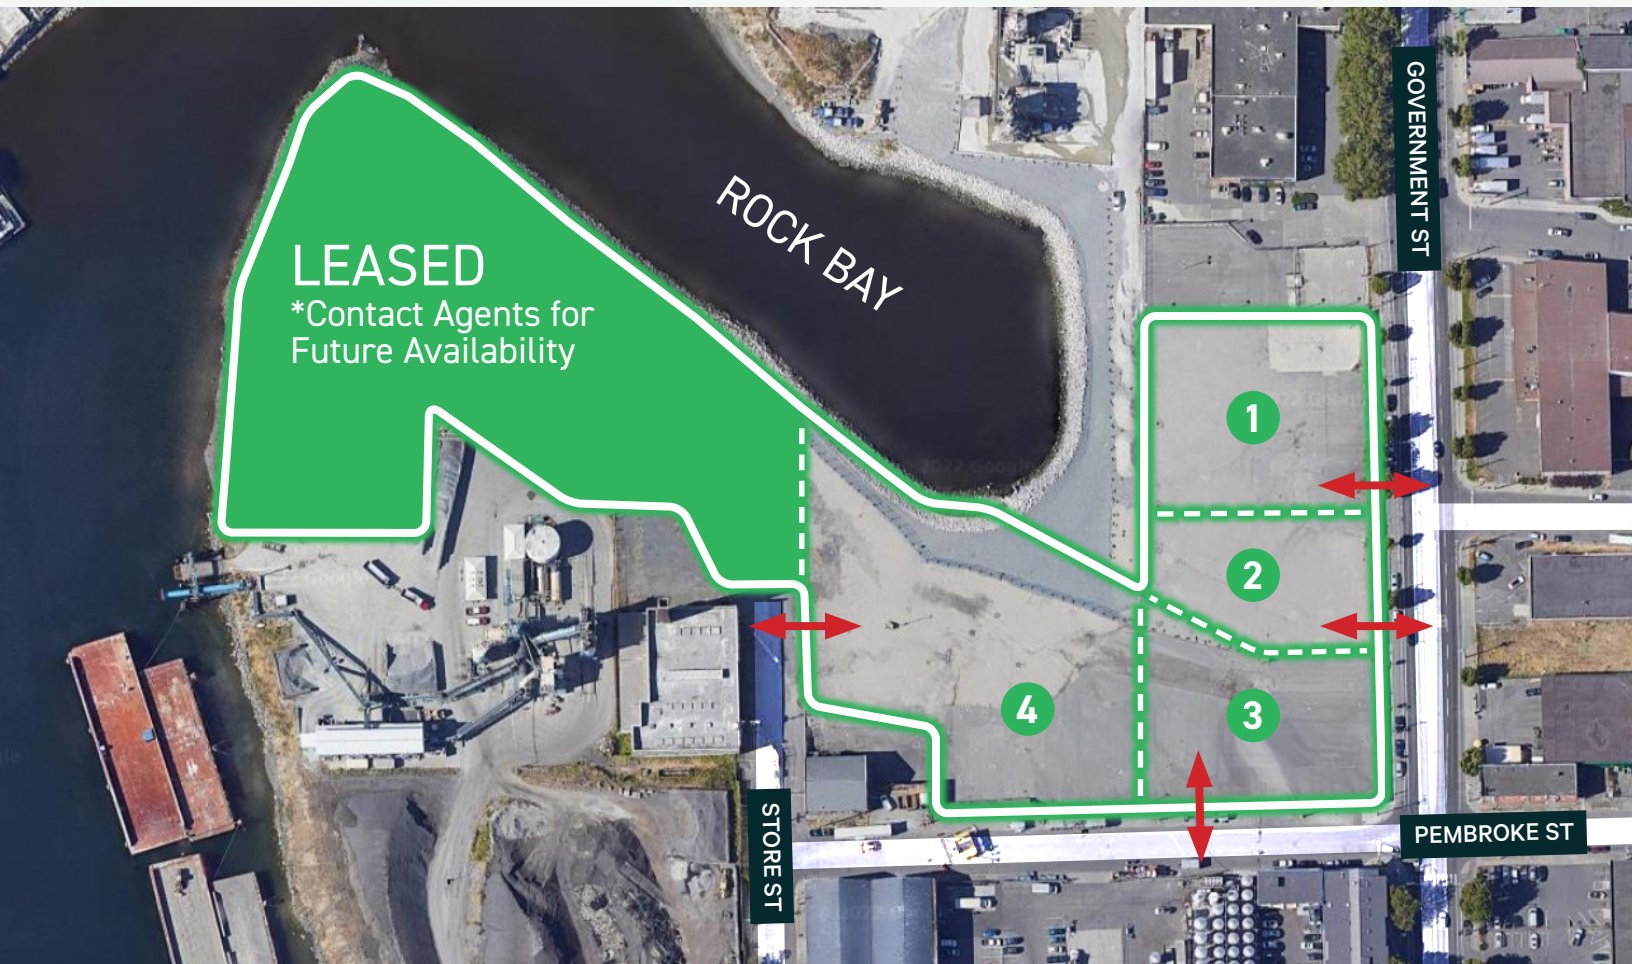 GOVERNMENT ST
ROCK BAY
LEASED
*Contact Agents for
Future Availability
1
2
3
4
STORE ST
PEMBROKE ST